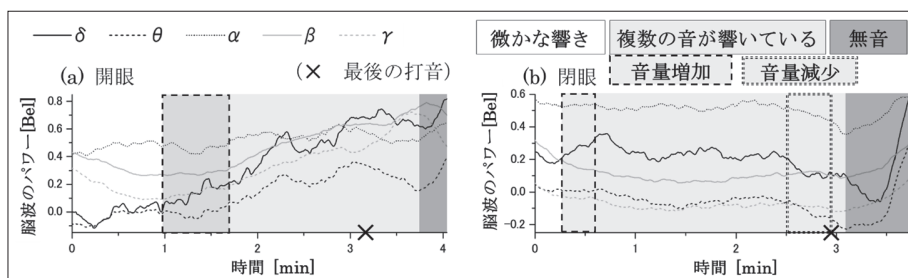 δ θ α β γ
微かな響き 複数の音が響いている 無音
音量増加 音量減少
(a) 開眼 (× 最後の打音) (b) 閉眼
脳波のパワー[Bel]
0.8
0.6
0.4
0.2
0.0
0 1 2 3 4
時間 [min]
脳波のパワー[Bel]
0.6
0.4
0.2
0.0
−0.2
0 1 2 3
時間 [min]